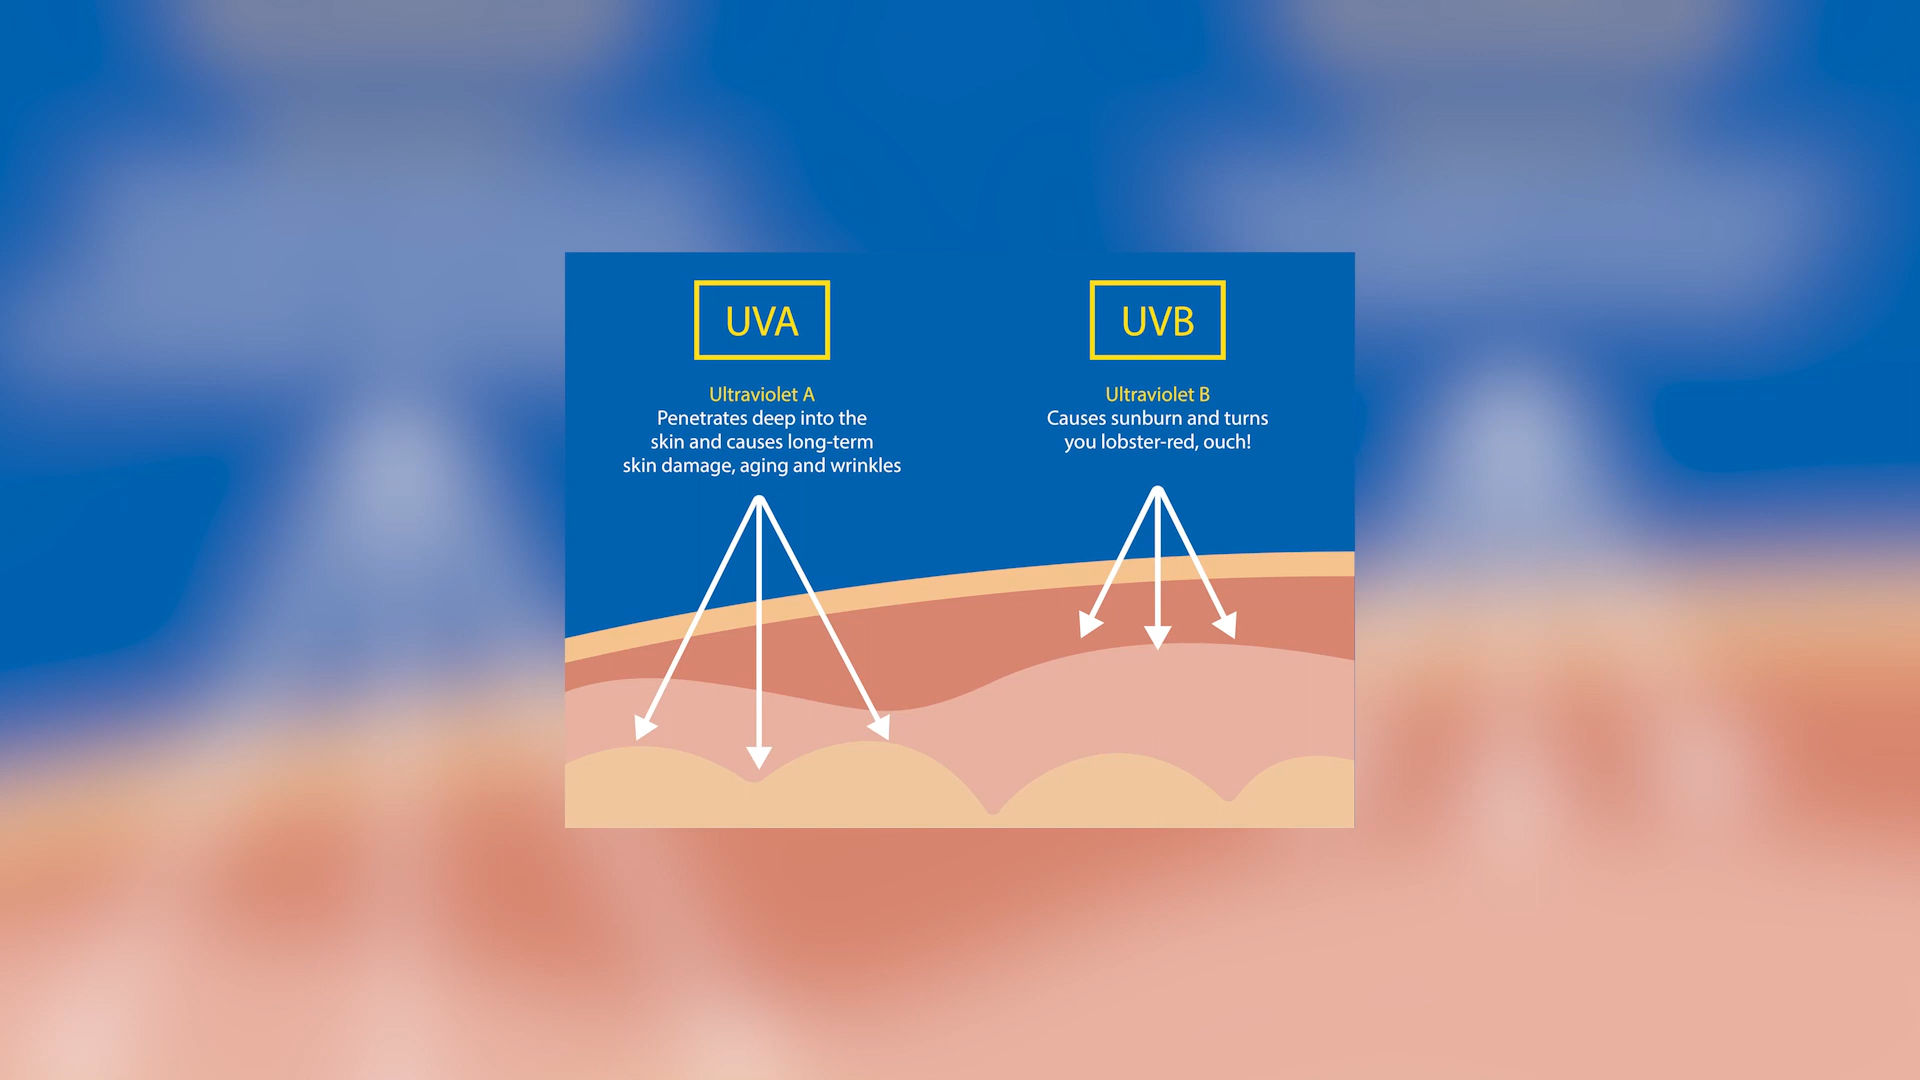 UVA
Ultraviolet A
Penetrates deep into the
skin and causes long-term
skin damage, aging and wrinkles
UVB
Ultraviolet B
Causes sunburn and turns
you lobster-red, ouch!